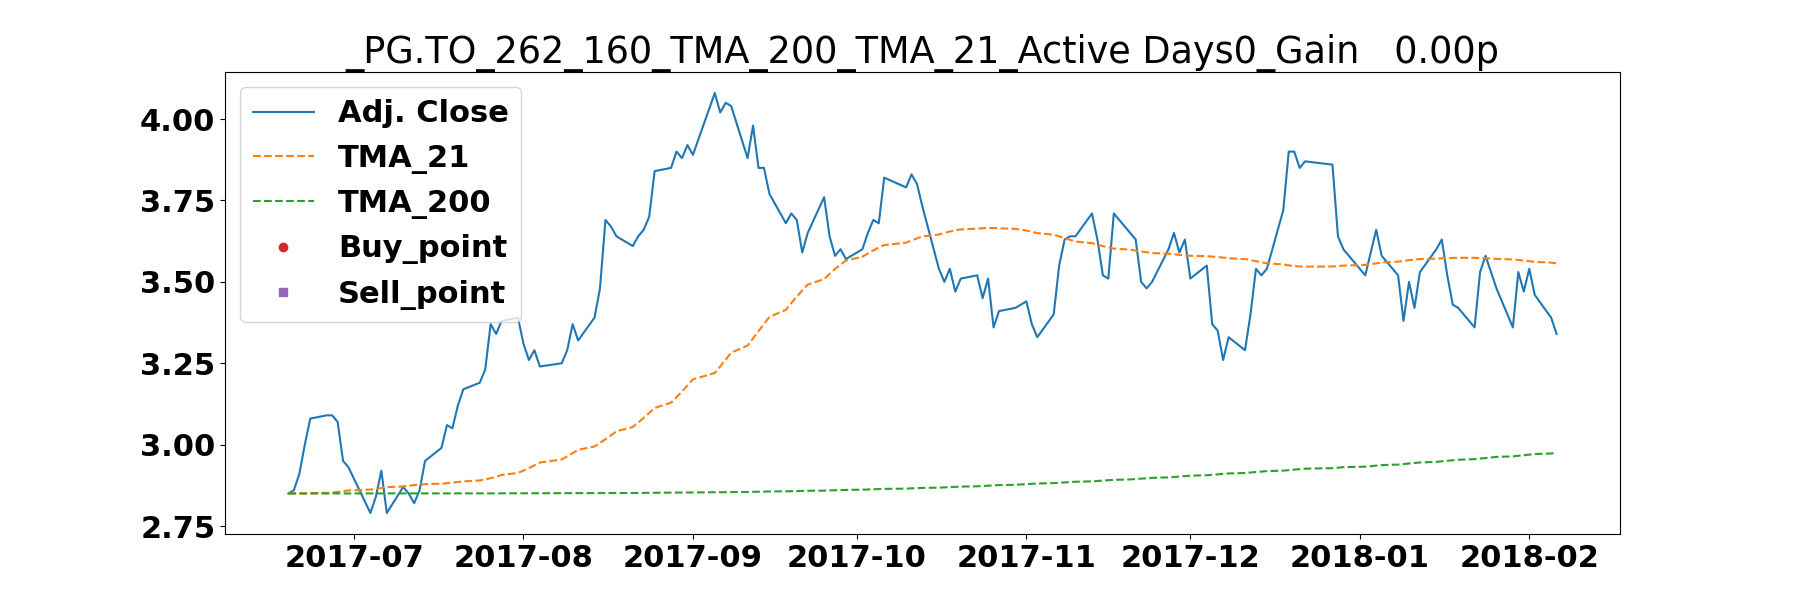 _PG.TO_262_160_TMA_200_TMA_21_Active Days0_Gain   0.00p
Adj. Close
TMA_21
TMA_200
Buy_point
Sell_point
4.00
3.75
3.50
3.25
3.00
2.75
2017-07 2017-08 2017-09 2017-10 2017-11 2017-12 2018-01 2018-02